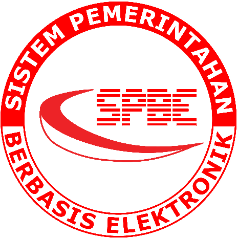 SISTEM PEMERINTAHAN
SPBE
BERBASIS ELEKTRONIK